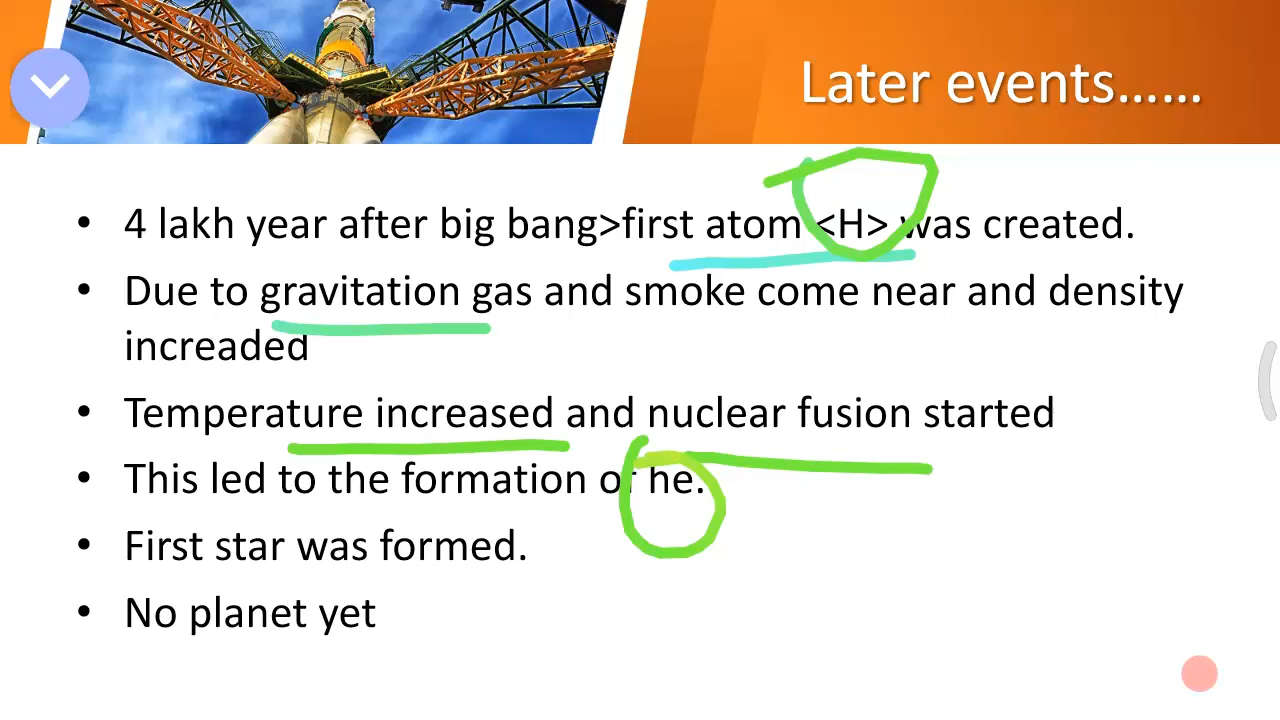 Later events......
• 4 lakh year after big bang>first atom <H> was created.
• Due to gravitation gas and smoke come near and density
increaded
• Temperature increased and nuclear fusion started
• This led to the formation of he.
• First star was formed.
• No planet yet